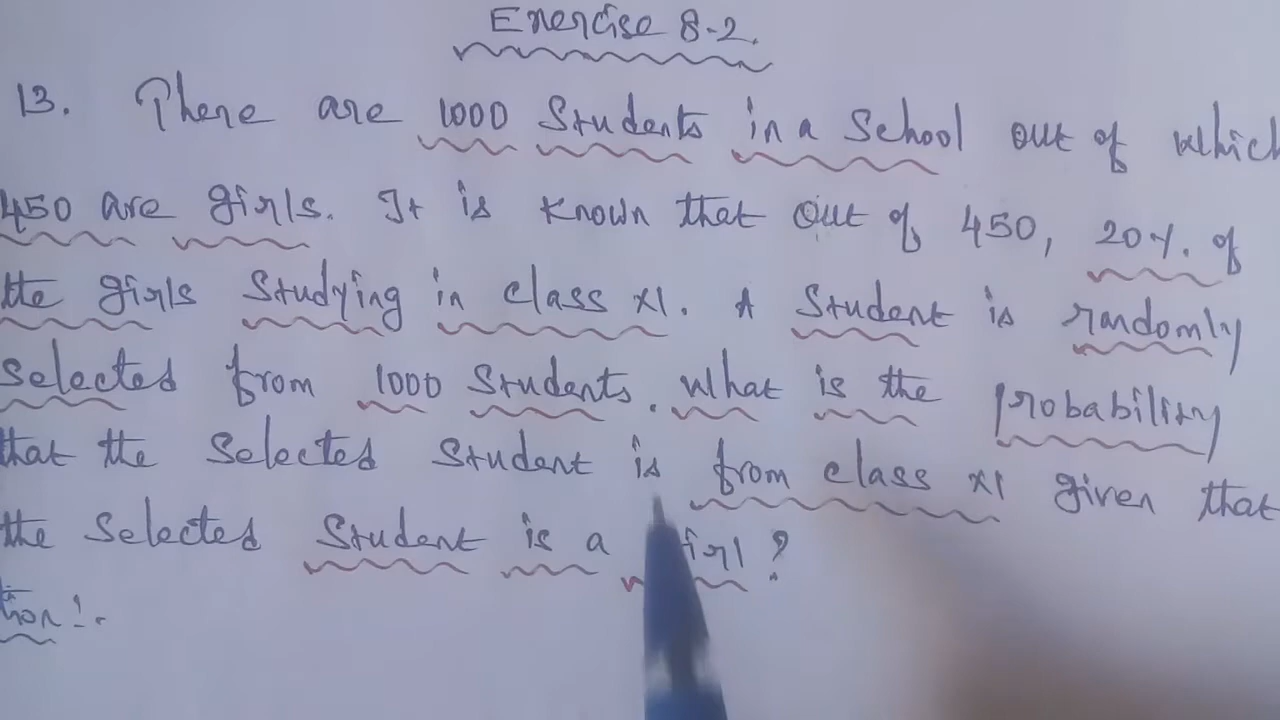 Exercise 8.2.
13. There are 1000 Students in a School out of which
450 are girls. It is known that out of 450, 20%. of
the girls Studying in class XI. A Student is randomly
selected from 1000 Students. What is the probability
that the selected Student is from class XI given that
the selected Student is a girl?
tion:-